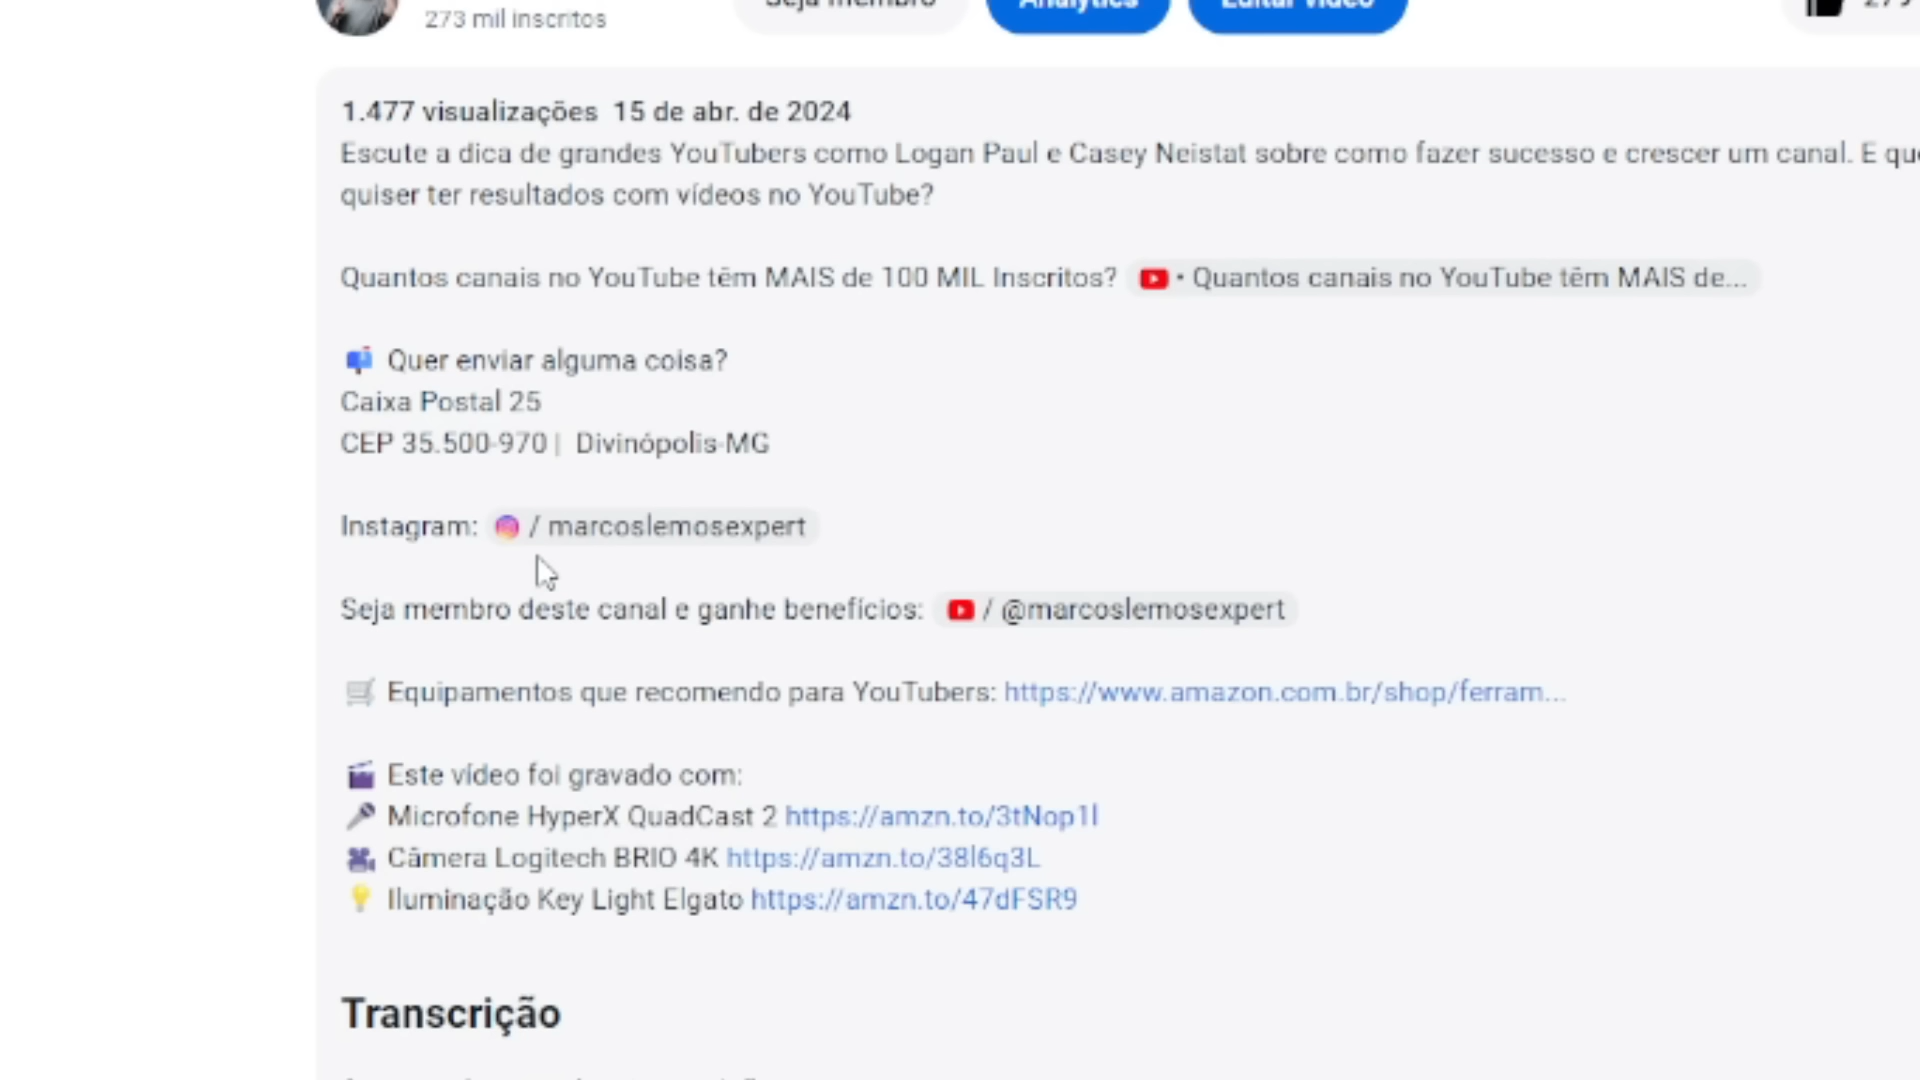 273 mil inscritos
Seja membro
Analytics
Editar vídeo
1.477 visualizações 15 de abr. de 2024
Escute a dica de grandes YouTubers como Logan Paul e Casey Neistat sobre como fazer sucesso e crescer um canal. E
quiser ter resultados com vídeos no YouTube?
Quantos canais no YouTube têm MAIS de 100 MIL Inscritos? • Quantos canais no YouTube têm MAIS de...
Quer enviar alguma coisa?
Caixa Postal 25
CEP 35.500-970 | Divinópolis-MG
Instagram: / marcoslemosexpert
Seja membro deste canal e ganhe benefícios: / @marcoslemosexpert
Equipamentos que recomendo para YouTubers: https://www.amazon.com.br/shop/ferram...
Este vídeo foi gravado com:
Microfone HyperX QuadCast 2 https://amzn.to/3tNop1l
Câmera Logitech BRIO 4K https://amzn.to/38l6q3L
Iluminação Key Light Elgato https://amzn.to/47dFSR9
Transcrição